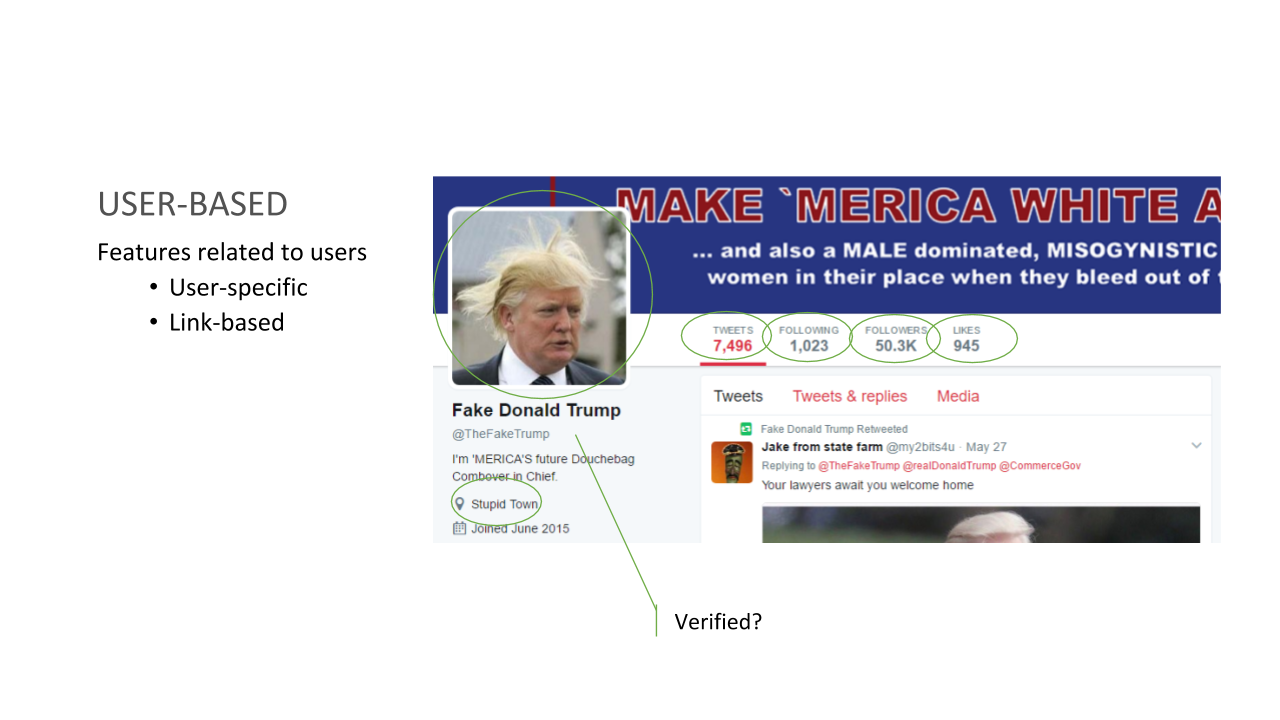 USER-BASED
Features related to users
• User-specific
• Link-based
MAKE `MERICA WHITE A
... and also a MALE dominated, MISOGYNISTIC
women in their place when they bleed out of
TWEETS FOLLOWING FOLLOWERS LIKES
7,496 1,023 50.3K 945
Fake Donald Trump
@TheFakeTrump
I'm 'MERICA'S future Douchebag
Combover in Chief.
Stupid Town
Joined June 2015
Tweets Tweets & replies Media
Fake Donald Trump Retweeted
Jake from state farm @my2bits4u · May 27
Replying to @TheFakeTrump @realDonaldTrump @CommerceGov
Your lawyers await you welcome home
Verified?